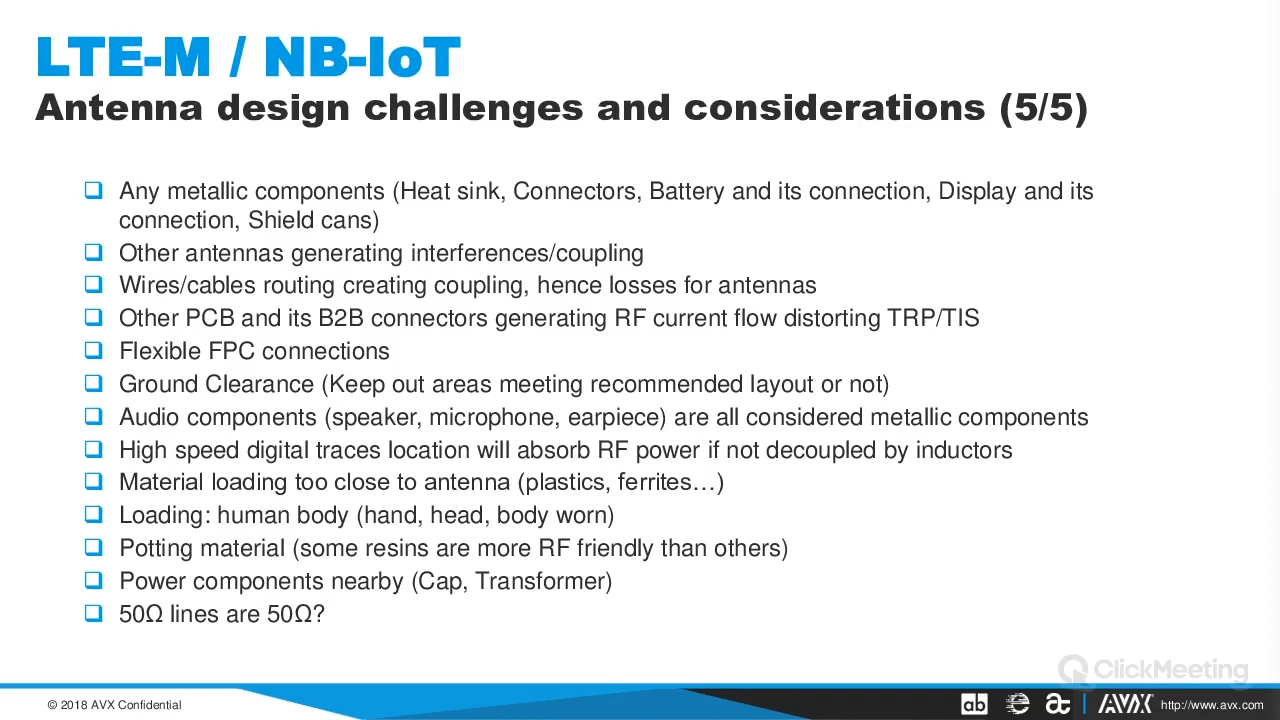 LTE-M / NB-IoT
Antenna design challenges and considerations (5/5)
Any metallic components (Heat sink, Connectors, Battery and its connection, Display and its
connection, Shield cans)
Other antennas generating interferences/coupling
Wires/cables routing creating coupling, hence losses for antennas
Other PCB and its B2B connectors generating RF current flow distorting TRP/TIS
Flexible FPC connections
Ground Clearance (Keep out areas meeting recommended layout or not)
Audio components (speaker, microphone, earpiece) are all considered metallic components
High speed digital traces location will absorb RF power if not decoupled by inductors
Material loading too close to antenna (plastics, ferrites…)
Loading: human body (hand, head, body worn)
Potting material (some resins are more RF friendly than others)
Power components nearby (Cap, Transformer)
50Ω lines are 50Ω?
ClickMeeting
© 2018 AVX Confidential
ab
AVX
http://www.avx.com